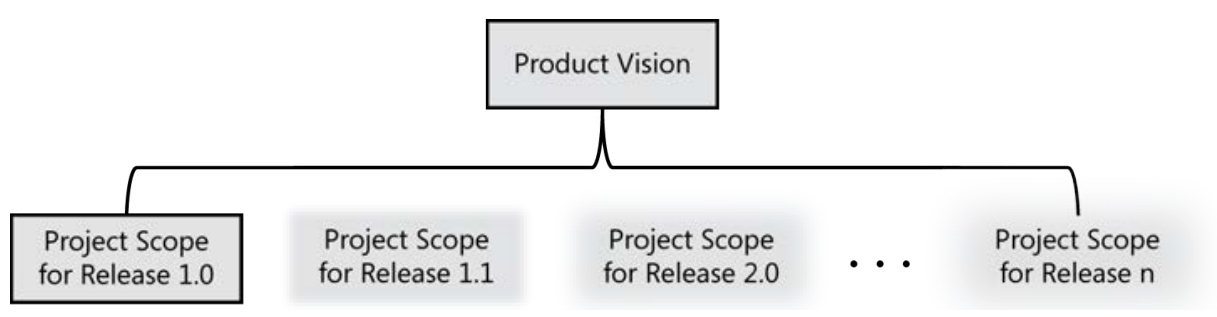 Product Vision
Project Scope
for Release 1.0
Project Scope
for Release 1.1
Project Scope
for Release 2.0
. . .
Project Scope
for Release n